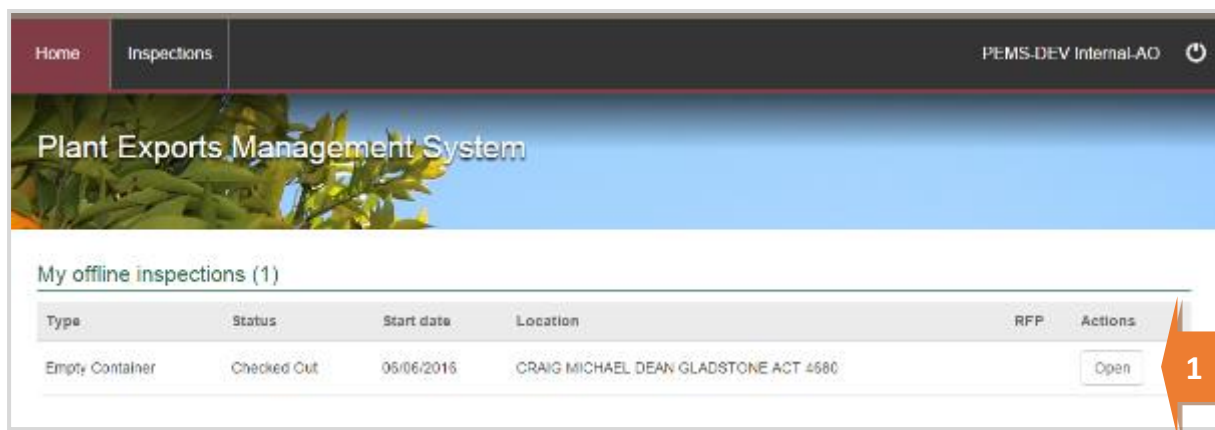 Home Inspections PEMS-DEV Internal-AO
Plant Exports Management System
My offline inspections (1)
Type Status Start date Location RFP Actions
Empty Container Checked Out 06/06/2016 CRAIG MICHAEL DEAN GLADSTONE ACT 4680 Open
1